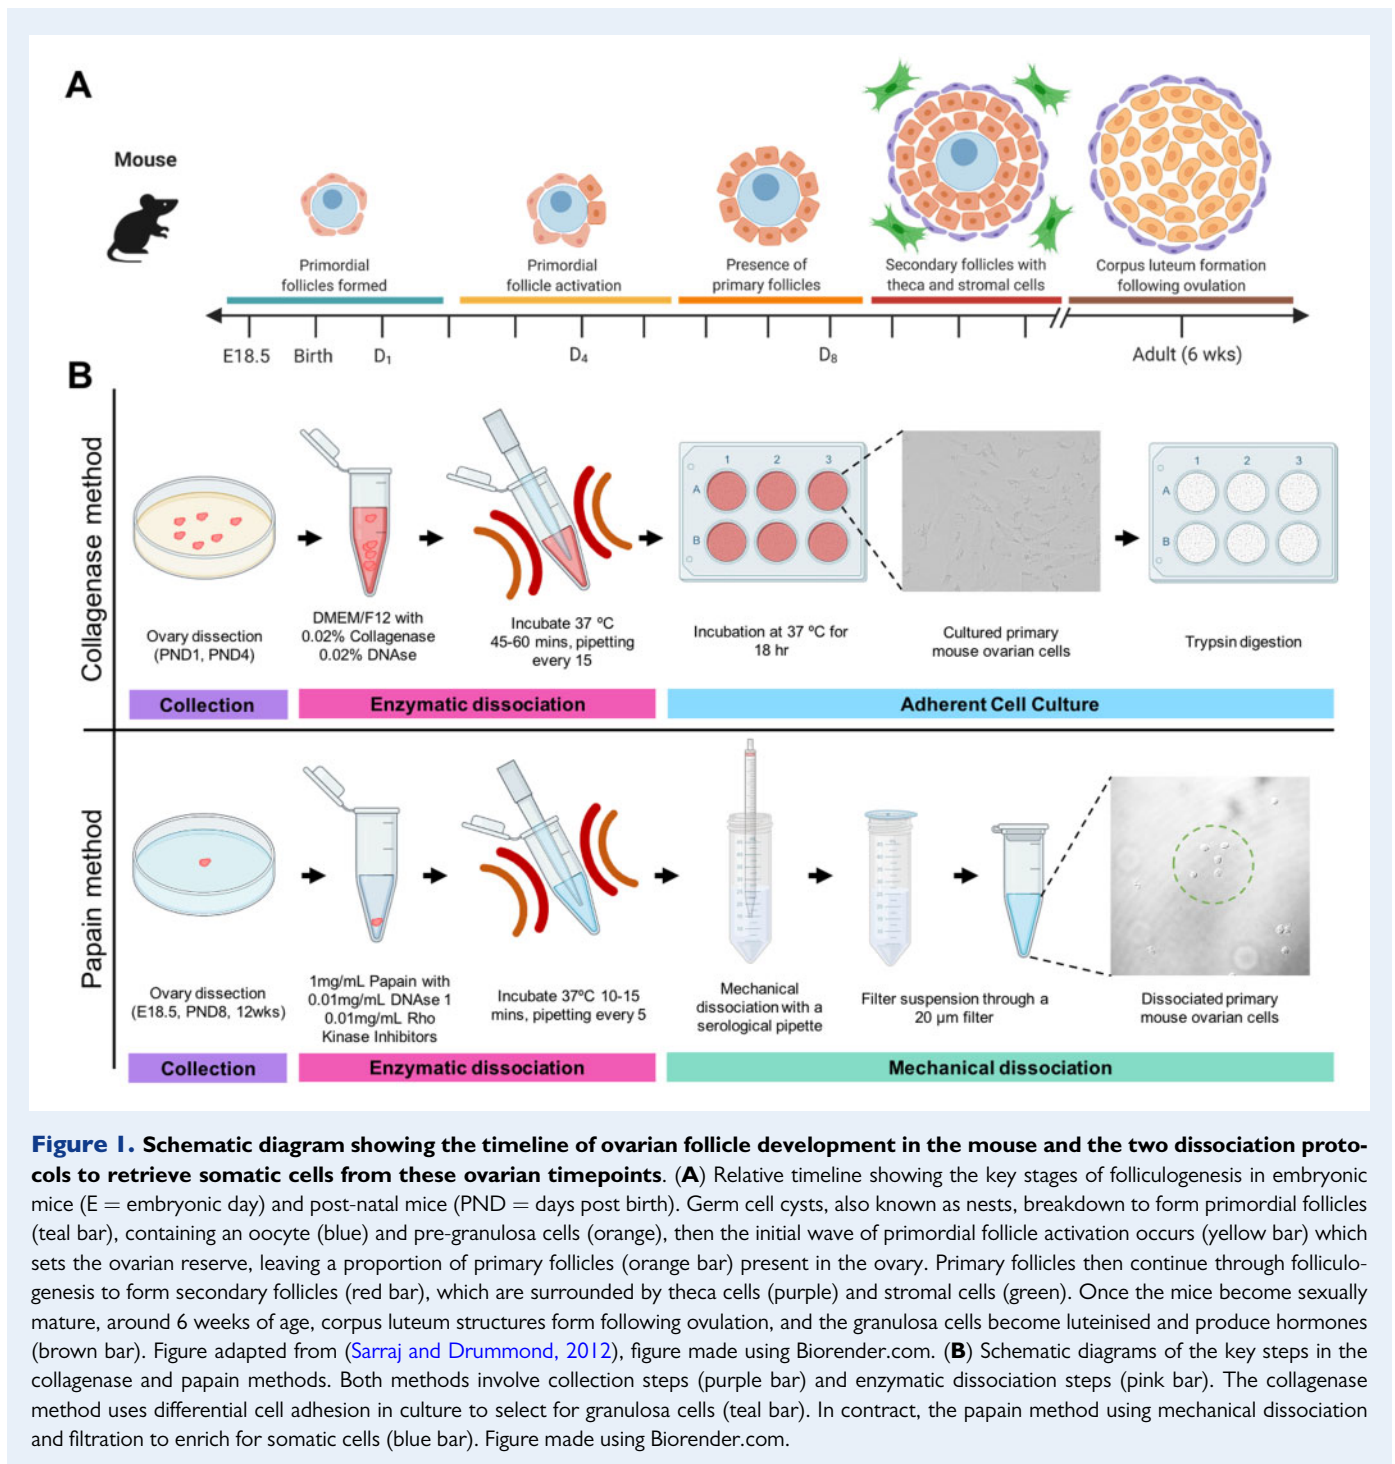 A
Mouse
Primordial
follicles formed
Primordial
follicle activation
Presence of
primary follicles
Secondary follicles with
theca and stromal cells
Corpus luteum formation
following ovulation
E18.5
Birth
D1
D4
D8
Adult (6 wks)
B
Collagenase method
1 2 3
A
B
1 2 3
A
B
Ovary dissection
(PND1, PND4)
DMEM/F12 with
0.02% Collagenase
0.02% DNAse
Incubate 37 ºC
45-60 mins, pipetting
every 15
Incubation at 37 ºC for
18 hr
Cultured primary
mouse ovarian cells
Trypsin digestion
Collection
Enzymatic dissociation
Adherent Cell Culture
Papain method
Ovary dissection
(E18.5, PND8, 12wks)
1mg/mL Papain with
0.01mg/mL DNAse 1
0.01mg/mL Rho
Kinase Inhibitors
Incubate 37ºC 10-15
mins, pipetting every 5
Mechanical
dissociation with a
serological pipette
Filter suspension through a
20 µm filter
Dissociated primary
mouse ovarian cells
Collection
Enzymatic dissociation
Mechanical dissociation
Figure 1. Schematic diagram showing the timeline of ovarian follicle development in the mouse and the two dissociation proto-
cols to retrieve somatic cells from these ovarian timepoints. (A) Relative timeline showing the key stages of folliculogenesis in embryonic
mice (E = embryonic day) and post-natal mice (PND = days post birth). Germ cell cysts, also known as nests, breakdown to form primordial follicles
(teal bar), containing an oocyte (blue) and pre-granulosa cells (orange), then the initial wave of primordial follicle activation occurs (yellow bar) which
sets the ovarian reserve, leaving a proportion of primary follicles (orange bar) present in the ovary. Primary follicles then continue through folliculo-
genesis to form secondary follicles (red bar), which are surrounded by theca cells (purple) and stromal cells (green). Once the mice become sexually
mature, around 6 weeks of age, corpus luteum structures form following ovulation, and the granulosa cells become luteinised and produce hormones
(brown bar). Figure adapted from (Sarraj and Drummond, 2012), figure made using Biorender.com. (B) Schematic diagrams of the key steps in the
collagenase and papain methods. Both methods involve collection steps (purple bar) and enzymatic dissociation steps (pink bar). The collagenase
method uses differential cell adhesion in culture to select for granulosa cells (teal bar). In contract, the papain method using mechanical dissociation
and filtration to enrich for somatic cells (blue bar). Figure made using Biorender.com.